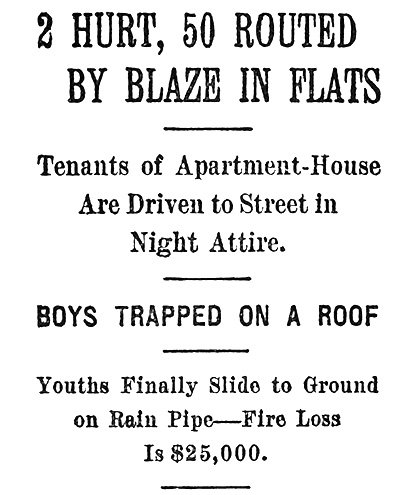 2 HURT, 50 ROUTED
BY BLAZE IN FLATS
Tenants of Apartment-House
Are Driven to Street in
Night Attire.
BOYS TRAPPED ON A ROOF
Youths Finally Slide to Ground
on Rain Pipe—Fire Loss
Is $25,000.